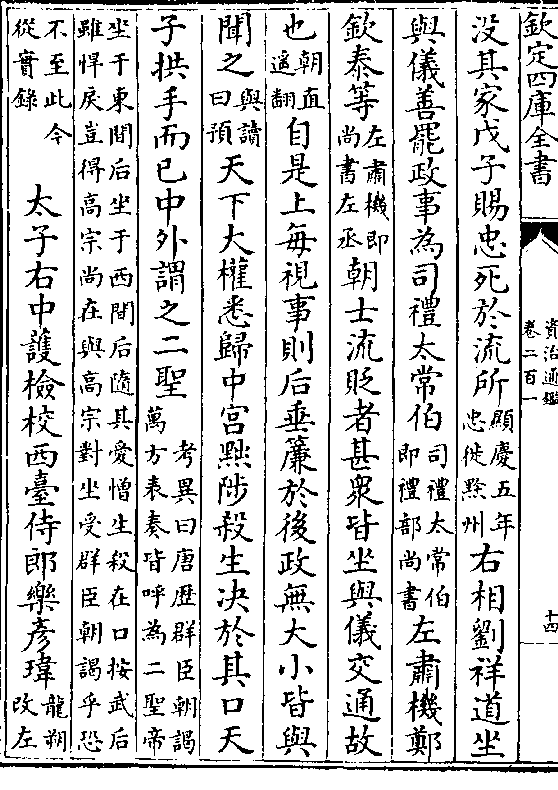 欽定四庫全書
資治通鑑
卷二百一
十四
没其家戊子賜忠死於流所顯慶五年忠徙黔州右相劉祥道坐
與儀善罷政事為司禮太常伯司禮太常伯即禮部尚書左肅機鄭
欽泰等左肅機即尚書左丞朝士流貶者甚衆皆坐與儀交通故
也朝直遥翻自是上每視事則后垂簾於後政無大小皆與
聞之與讀曰預天下大權悉歸中宮黜陟殺生决於其口天
子拱手而已中外謂之二聖考異曰唐歴群臣朝謁萬方表奏皆呼為二聖帝
坐于東間后坐于西間后隨其愛憎生殺在口按武后
雖悍戾豈得高宗尚在與高宗對坐受群臣朝謁乎恐
不至此今從實錄 太子右中護檢校西臺侍郎樂彥瑋龍朔改左